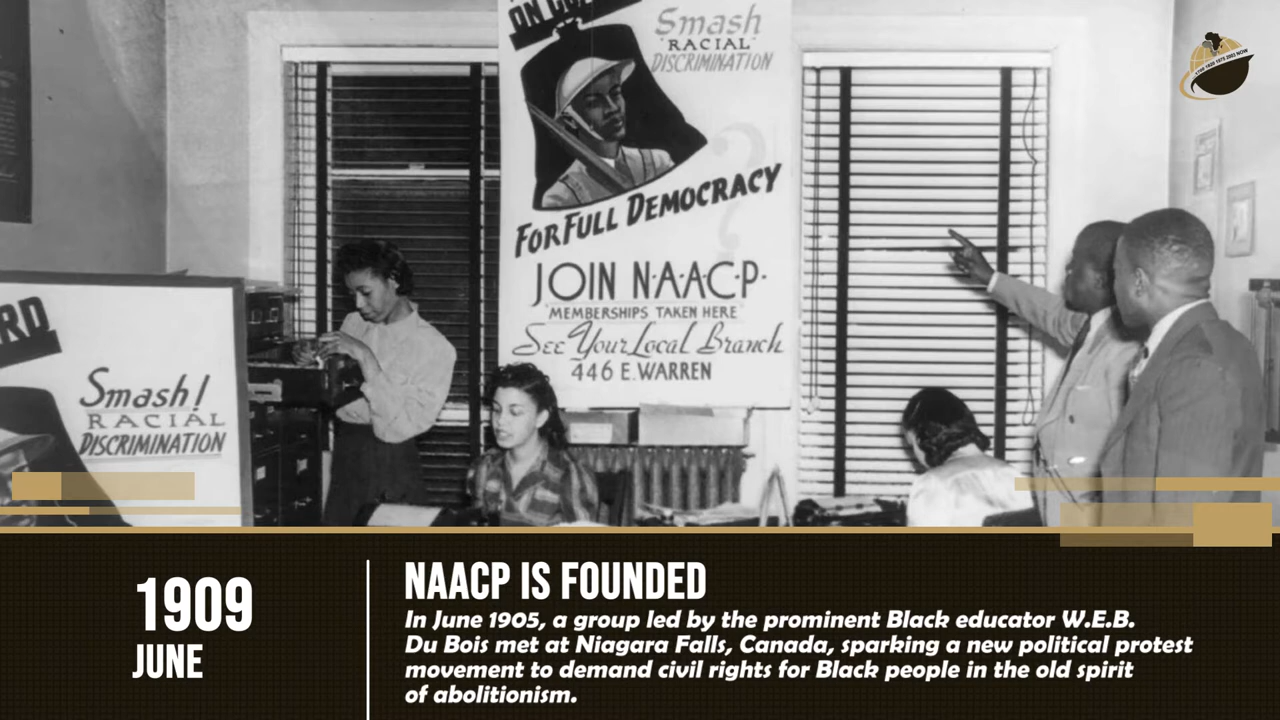 Smash
"RACIAL"
DISCRIMINATION
FOR FULL DEMOCRACY
JOIN N·A·A·C·P·
"MEMBERSHIPS TAKEN HERE"
See Your Local Branch
446 E. WARREN
Smash!
RACIAL
DISCRIMINATION
1909
JUNE
NAACP IS FOUNDED
In June 1905, a group led by the prominent Black educator W.E.B.
Du Bois met at Niagara Falls, Canada, sparking a new political protest
movement to demand civil rights for Black people in the old spirit
of abolitionism.